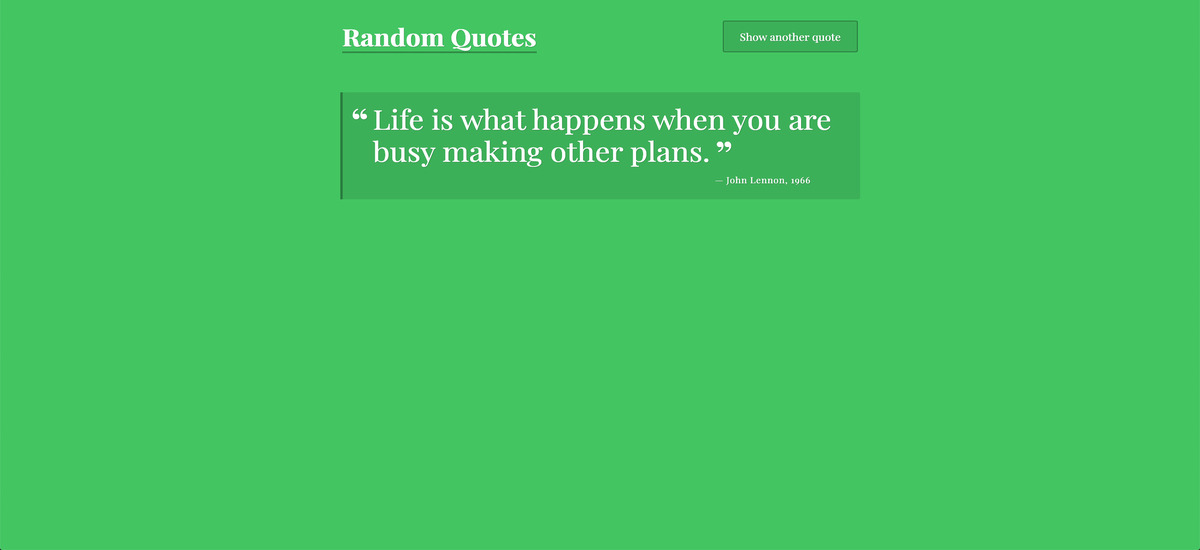 Random Quotes
Show another quote
“ Life is what happens when you are
busy making other plans. ”
— John Lennon, 1966